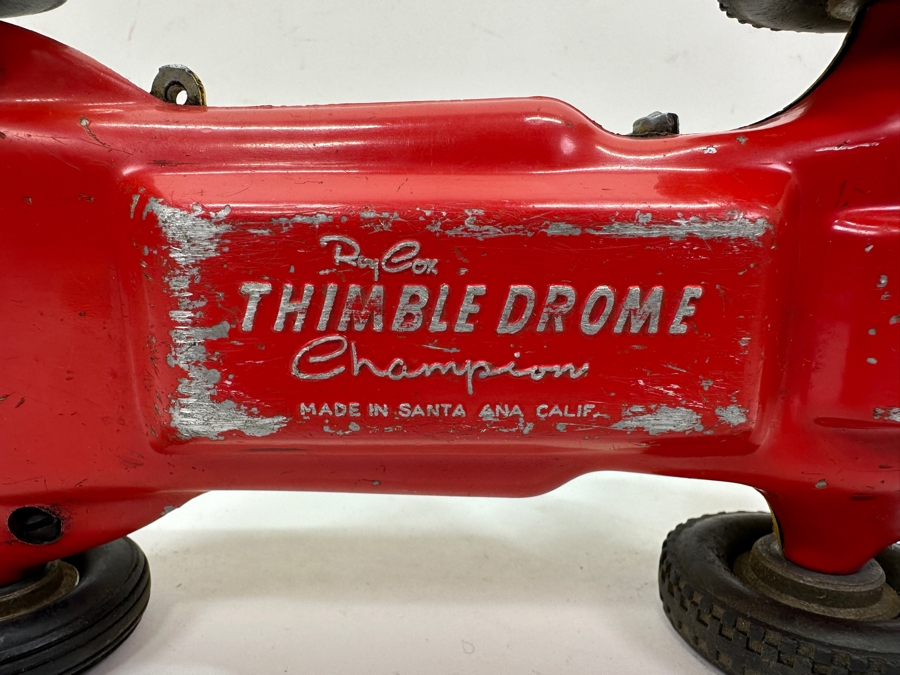 Roy Cox
THIMBLE DROME
Champion
MADE IN SANTA ANA CALIF.